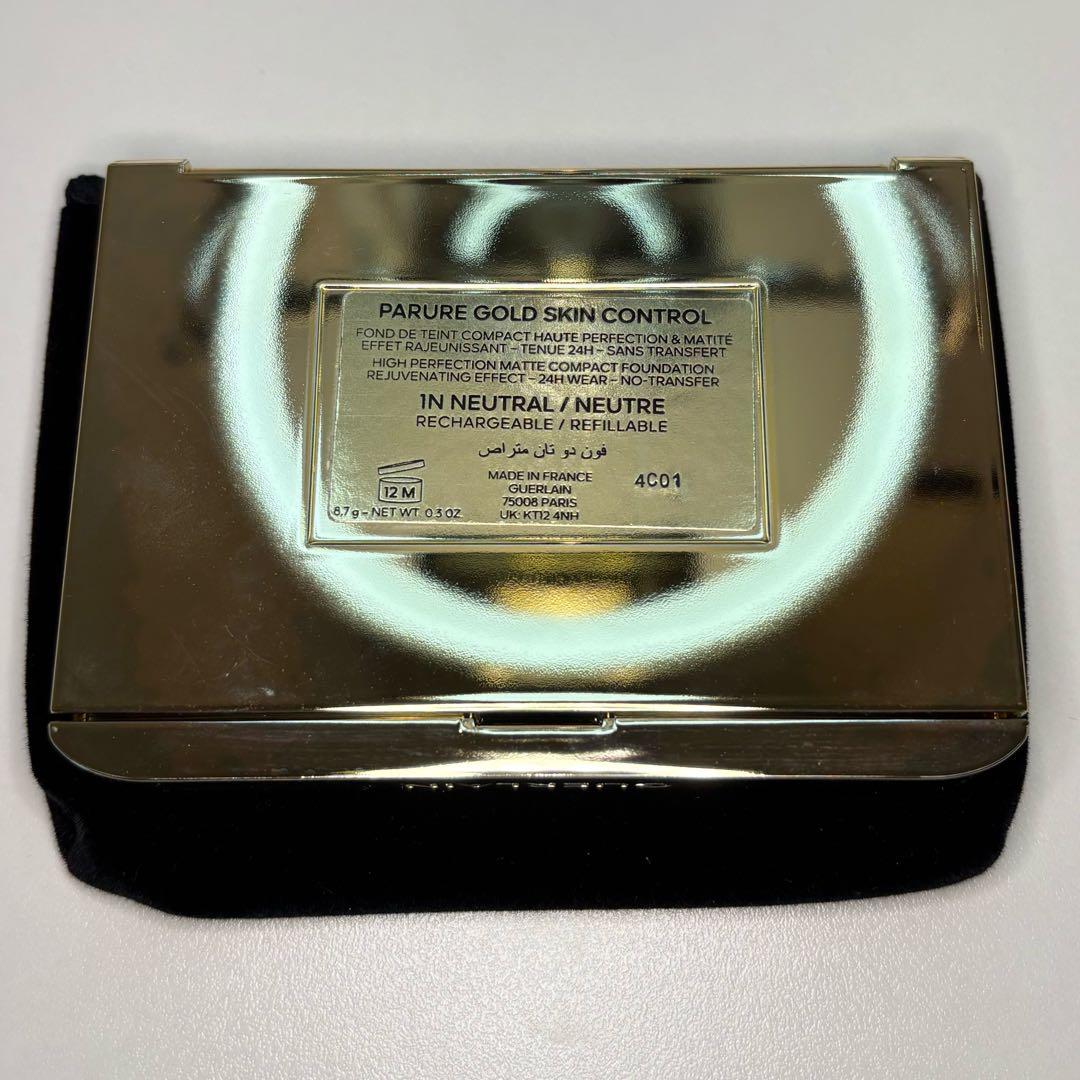 PARURE GOLD SKIN CONTROL
FOND DE TEINT COMPACT HAUTE PERFECTION & MATITÉ
EFFET RAJEUNISSANT – TENUE 24H – SANS TRANSFERT
HIGH PERFECTION MATTE COMPACT FOUNDATION
REJUVENATING EFFECT – 24H WEAR – NO-TRANSFER
1N NEUTRAL / NEUTRE
RECHARGEABLE / REFILLABLE
فون دو تان متراص
MADE IN FRANCE
GUERLAIN
75008 PARIS
UK: KT12 4NH
4C01
12 M
8,7 g – NET WT. 0.3 OZ.
GUERLAIN